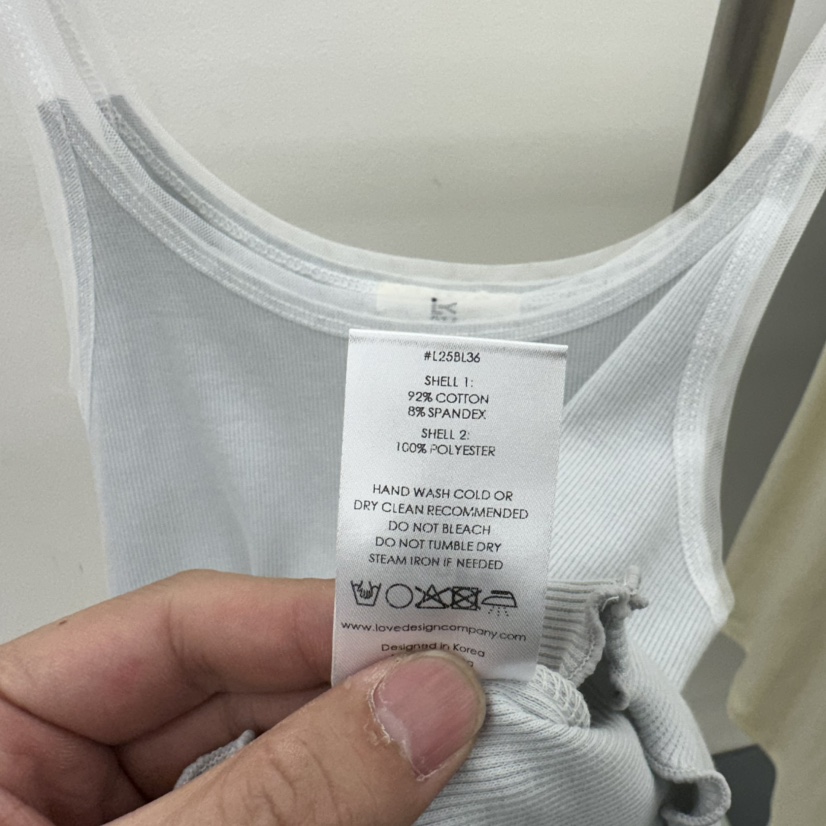 #L25BL36
SHELL 1:
92% COTTON
8% SPANDEX
SHELL 2:
100% POLYESTER
HAND WASH COLD OR
DRY CLEAN RECOMMENDED
DO NOT BLEACH
DO NOT TUMBLE DRY
STEAM IRON IF NEEDED
www.lovedesigncompany.com
Designed in Korea